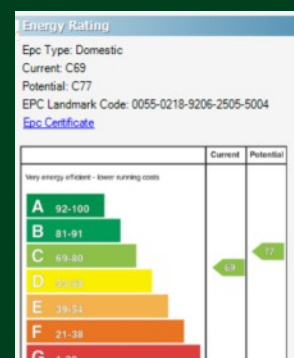 Energy Rating
Epc Type: Domestic
Current: C69
Potential: C77
EPC Landmark Code: 0055-0218-9206-2505-5004
Epc Certificate
Current Potential
Very energy efficient - lower running costs
A 92-100
B 81-91
C 69-80
77
69
D
E 39-54
F 21-38
G